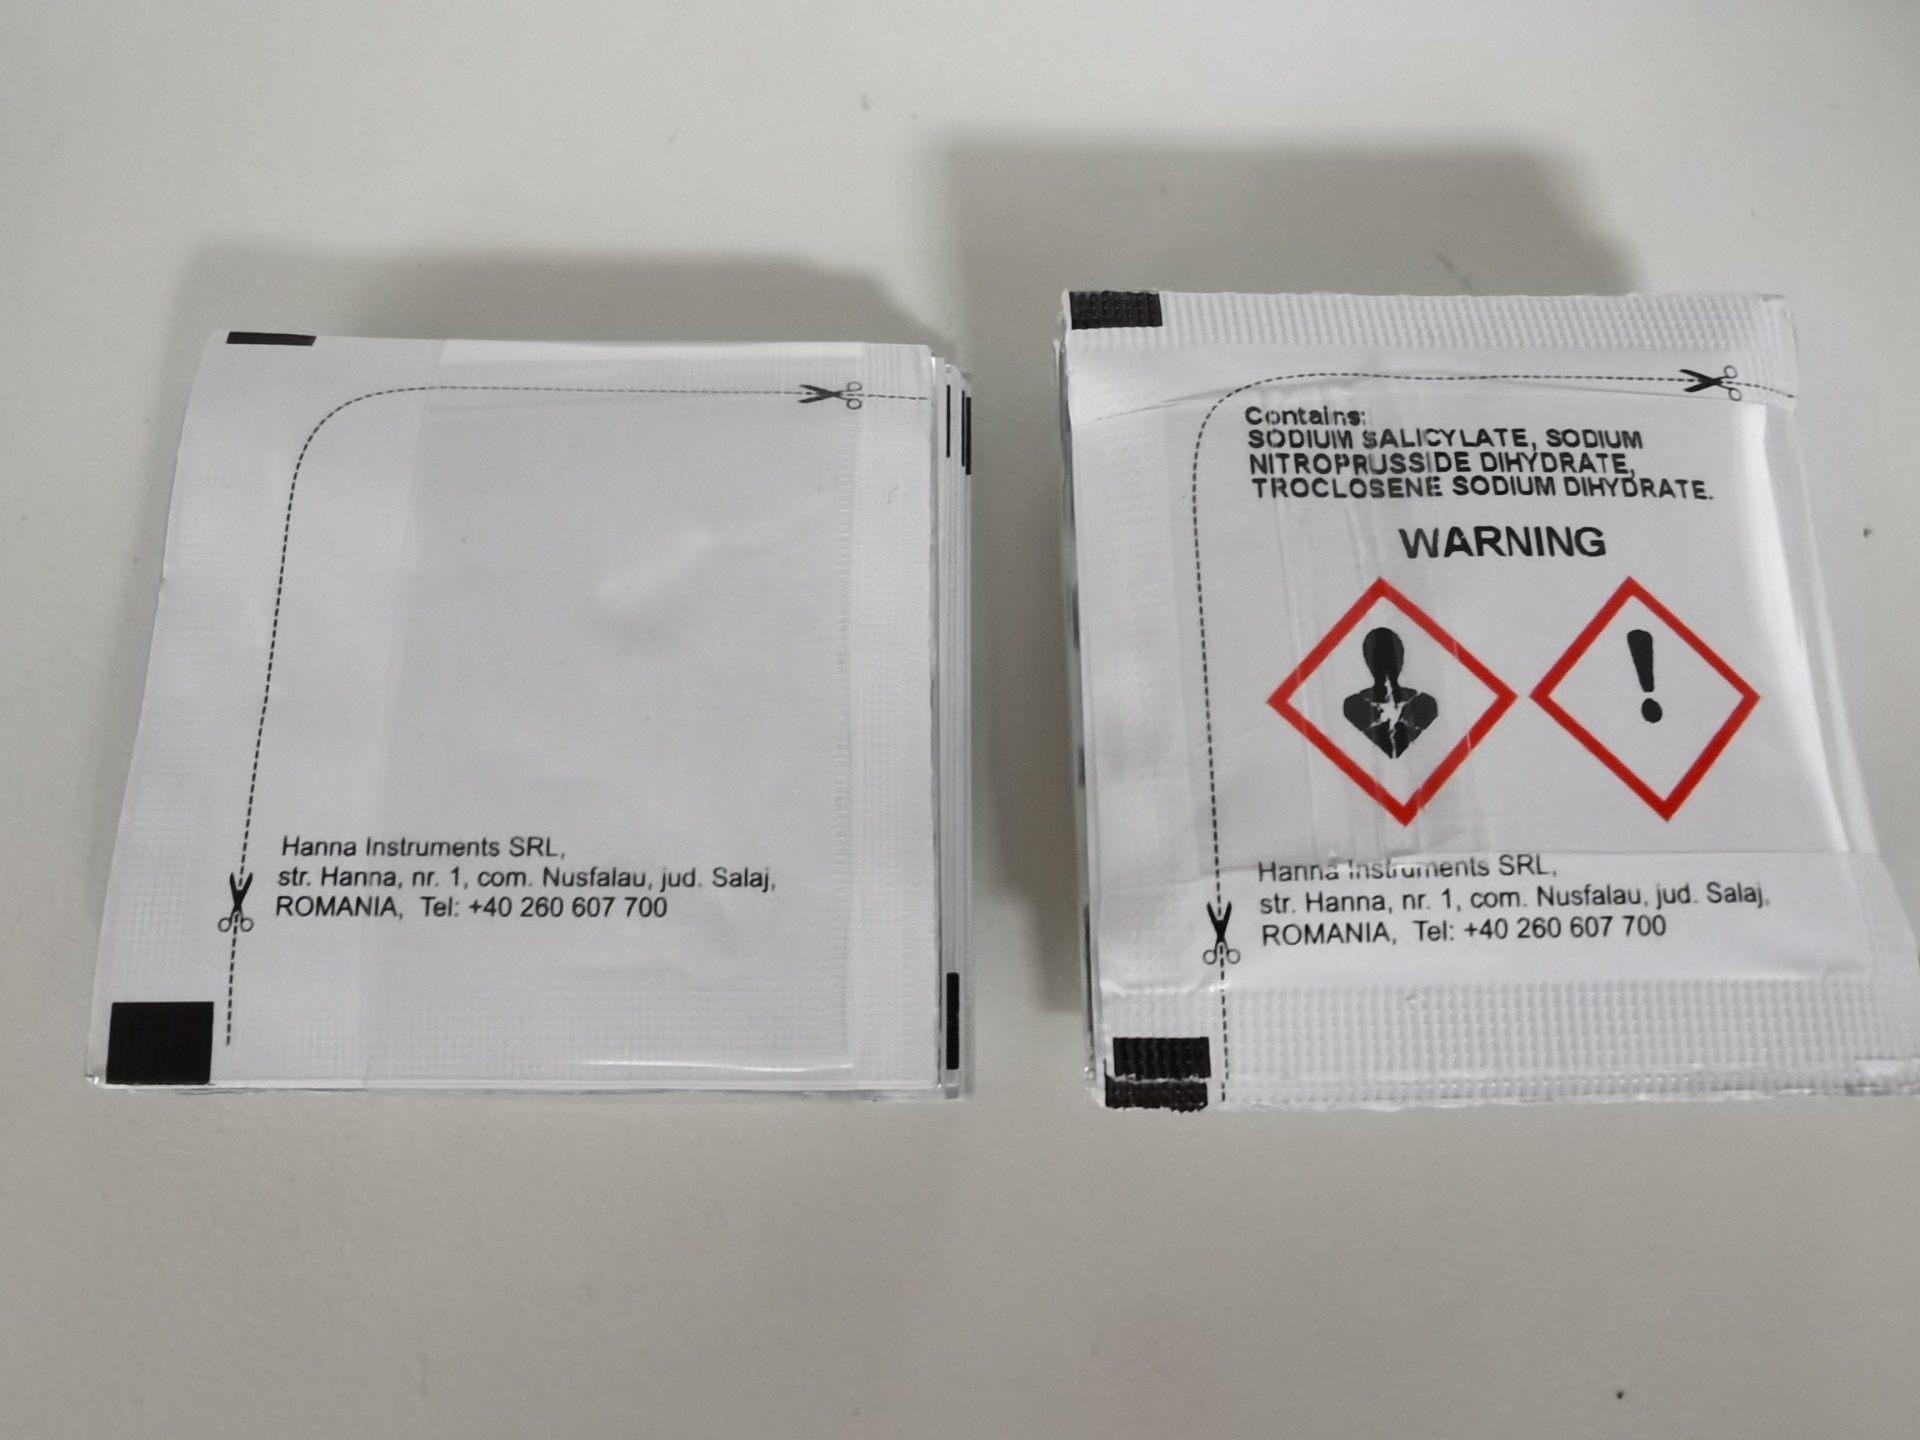 Hanna Instruments SRL,
str. Hanna, nr. 1, com. Nusfalau, jud. Salaj,
ROMANIA, Tel: +40 260 607 700
Contains:
SODIUM SALICYLATE, SODIUM
NITROPRUSSIDE DIHYDRATE,
TROCLOSENE SODIUM DIHYDRATE.
WARNING
Hanna Instruments SRL,
str. Hanna, nr. 1, com. Nusfalau, jud. Salaj,
ROMANIA, Tel: +40 260 607 700